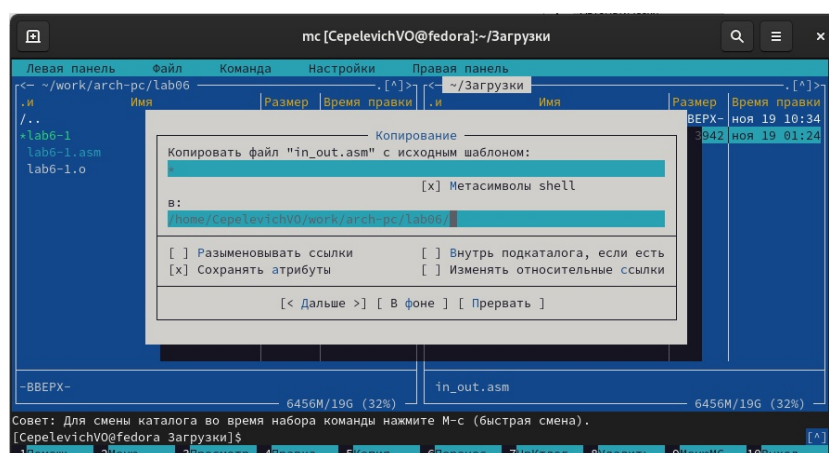 mc [CepelevichVO@fedora]:~/Загрузки
Левая панель Файл Команда Настройки Правая панель
<— ~/work/arch-pc/lab06 .[^]> <— ~/Загрузки .[^]>
.и Имя Размер Время правки .и Имя Размер Время правки
/.. ВЕРХ- ноя 19 10:34
*lab6-1 3942 ноя 19 01:24
lab6-1.asm
lab6-1.o
Копирование
Копировать файл "in_out.asm" с исходным шаблоном:
*
[x] Метасимволы shell
в:
/home/CepelevichVO/work/arch-pc/lab06/
[ ] Разыменовывать ссылки [ ] Внутрь подкаталога, если есть
[x] Сохранять атрибуты [ ] Изменять относительные ссылки
[< Дальше >] [ В фоне ] [ Прервать ]
-ВВЕРХ- in_out.asm
6456M/19G (32%) 6456M/19G (32%)
Совет: Для смены каталога во время набора команды нажмите M-c (быстрая смена).
[CepelevichVO@fedora Загрузки]$ [^]